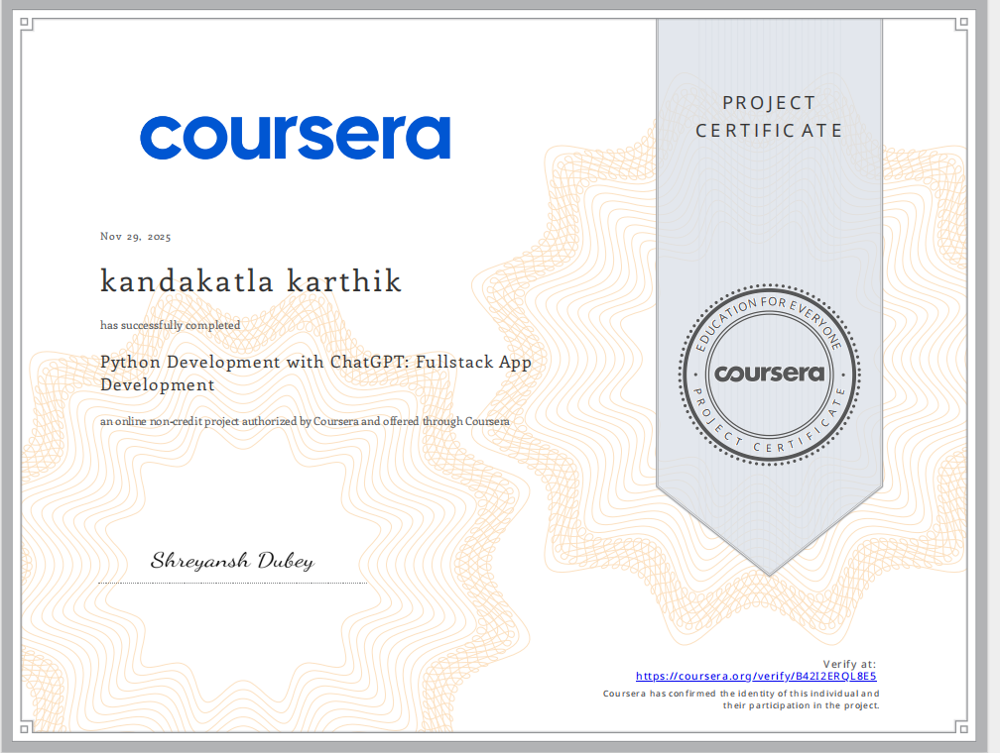 coursera
PROJECT
CERTIFICATE
Nov 29, 2025
kandakatla karthik
has successfully completed
Python Development with ChatGPT: Fullstack App
Development
an online non-credit project authorized by Coursera and offered through Coursera
EDUCATION FOR EVERYONE
coursera
PROJECT CERTIFICATE
Shreyansh Dubey
Verify at:
https://coursera.org/verify/B42I2ERQL8E5
Coursera has confirmed the identity of this individual and
their participation in the project.